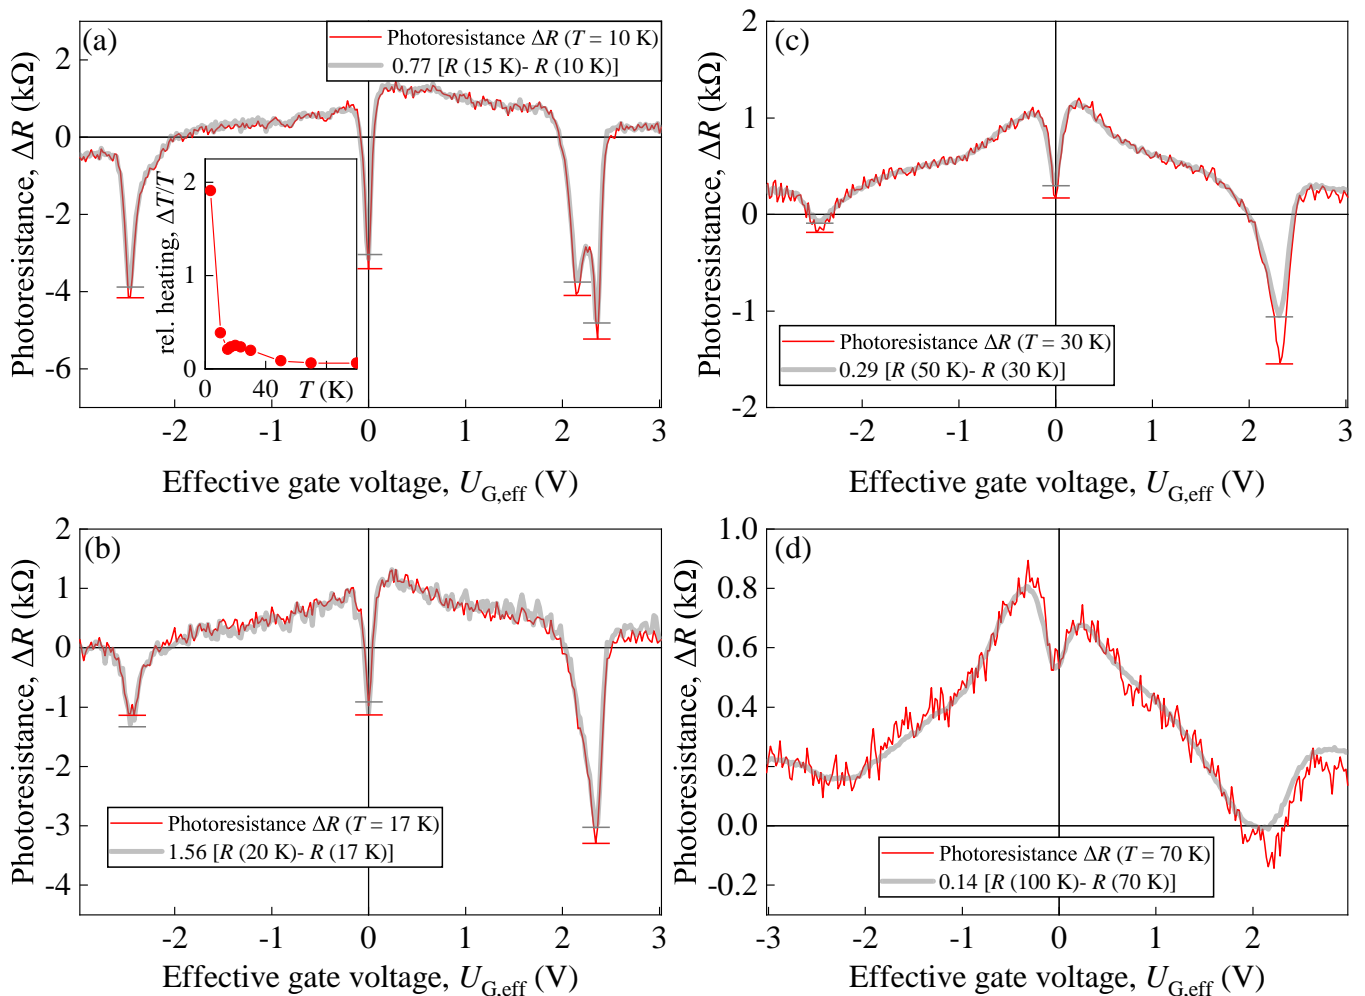 (a)
Photoresistance ΔR (T = 10 K)
0.77 [R (15 K)- R (10 K)]
Photoresistance, ΔR (kΩ)
2
0
-2
-4
-6
rel. heating, ΔT/T
2
1
0
0
40
T (K)
-2
-1
0
1
2
3
Effective gate voltage, U_G,eff (V)
(c)
Photoresistance, ΔR (kΩ)
2
1
0
-1
-2
Photoresistance ΔR (T = 30 K)
0.29 [R (50 K)- R (30 K)]
-2
-1
0
1
2
3
Effective gate voltage, U_G,eff (V)
(b)
Photoresistance, ΔR (kΩ)
2
1
0
-1
-2
-3
-4
Photoresistance ΔR (T = 17 K)
1.56 [R (20 K)- R (17 K)]
-2
-1
0
1
2
3
Effective gate voltage, U_G,eff (V)
(d)
Photoresistance, ΔR (kΩ)
1.0
0.8
0.6
0.4
0.2
0.0
-0.2
Photoresistance ΔR (T = 70 K)
0.14 [R (100 K)- R (70 K)]
-3
-2
-1
0
1
2
Effective gate voltage, U_G,eff (V)